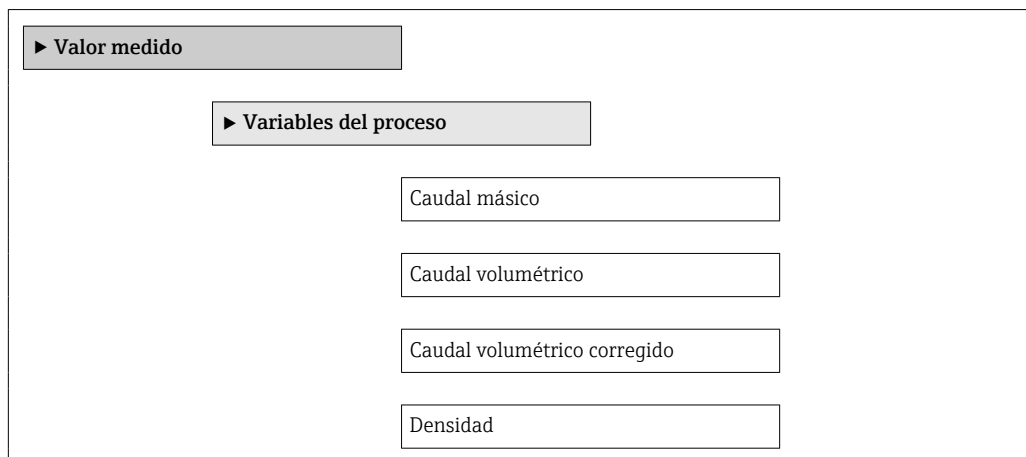 ▶ Valor medido
▶ Variables del proceso
Caudal másico
Caudal volumétrico
Caudal volumétrico corregido
Densidad